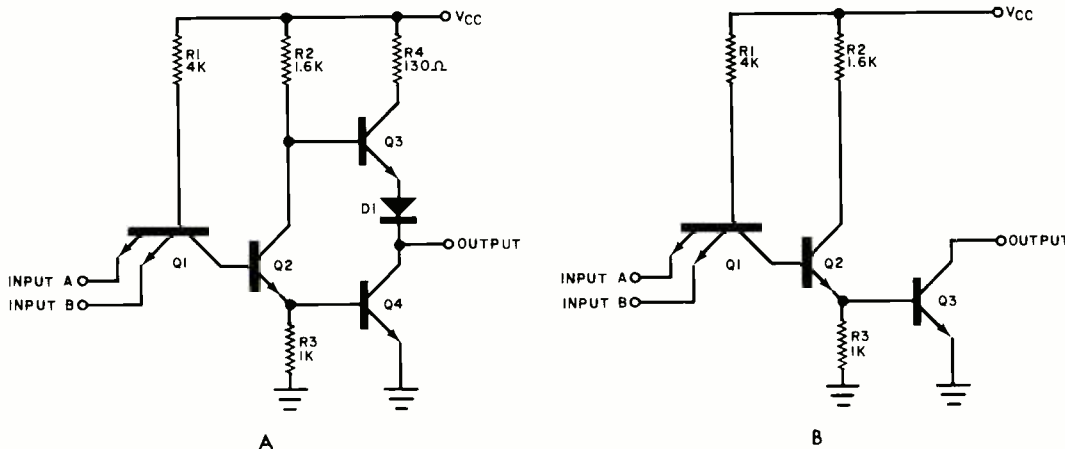 VCC
R1
4K
R2
1.6K
R4
130Ω
Q3
D1
OUTPUT
INPUT A
INPUT B
Q1
Q2
Q4
R3
1K
A
VCC
R1
4K
R2
1.6K
OUTPUT
INPUT A
INPUT B
Q1
Q2
Q3
R3
1K
B